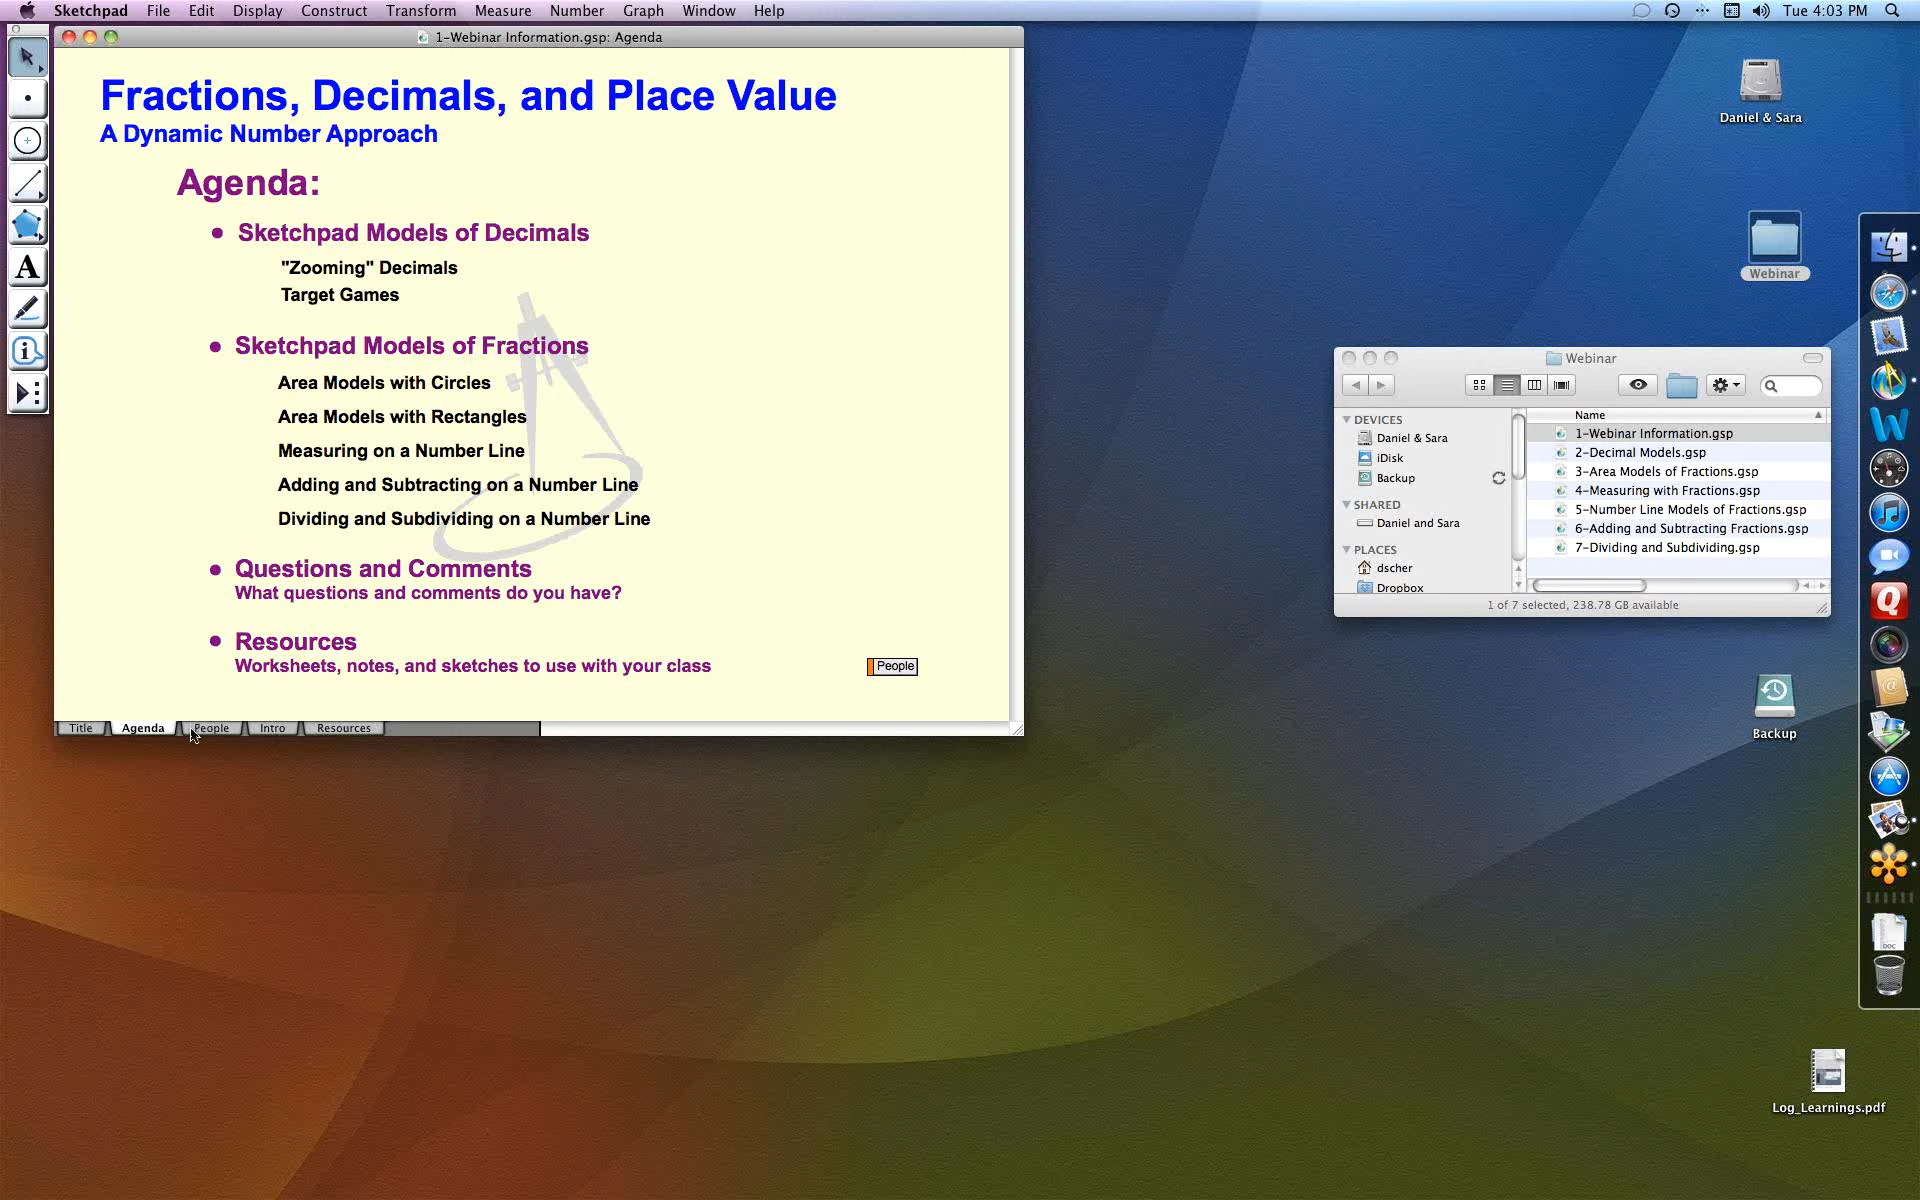 Sketchpad File Edit Display Construct Transform Measure Number Graph Window Help Tue 4:03 PM
1-Webinar Information.gsp: Agenda
Fractions, Decimals, and Place Value
A Dynamic Number Approach
Agenda:
• Sketchpad Models of Decimals
"Zooming" Decimals
Target Games
• Sketchpad Models of Fractions
Area Models with Circles
Area Models with Rectangles
Measuring on a Number Line
Adding and Subtracting on a Number Line
Dividing and Subdividing on a Number Line
• Questions and Comments
What questions and comments do you have?
• Resources
Worksheets, notes, and sketches to use with your class
People
Title Agenda People Intro Resources
A
Daniel & Sara
Webinar
Webinar
Name
DEVICES
Daniel & Sara
iDisk
Backup
SHARED
Daniel and Sara
PLACES
dscher
Dropbox
1-Webinar Information.gsp
2-Decimal Models.gsp
3-Area Models of Fractions.gsp
4-Measuring with Fractions.gsp
5-Number Line Models of Fractions.gsp
6-Adding and Subtracting Fractions.gsp
7-Dividing and Subdividing.gsp
1 of 7 selected, 238.78 GB available
Backup
DOC
Log_Learnings.pdf